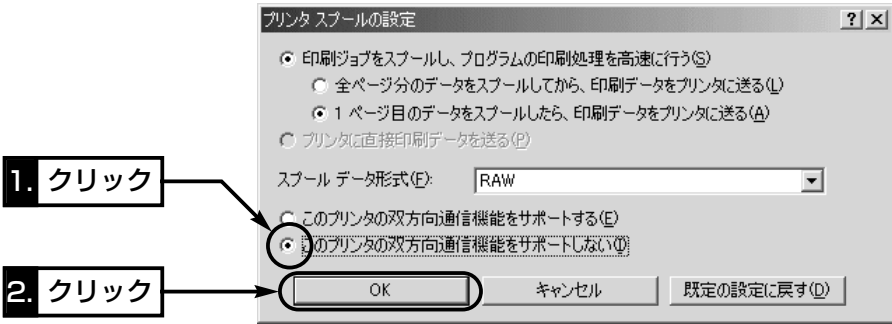 プリンタ スプールの設定
印刷ジョブをスプールし、プログラムの印刷処理を高速に行う(S)
全ページ分のデータをスプールしてから、印刷データをプリンタに送る(L)
1 ページ目のデータをスプールしたら、印刷データをプリンタに送る(A)
プリンタに直接印刷データを送る(P)
スプール データ形式(F): RAW
1. クリック
このプリンタの双方向通信機能をサポートする(E)
このプリンタの双方向通信機能をサポートしない(I)
2. クリック
OK キャンセル 既定の設定に戻す(D)